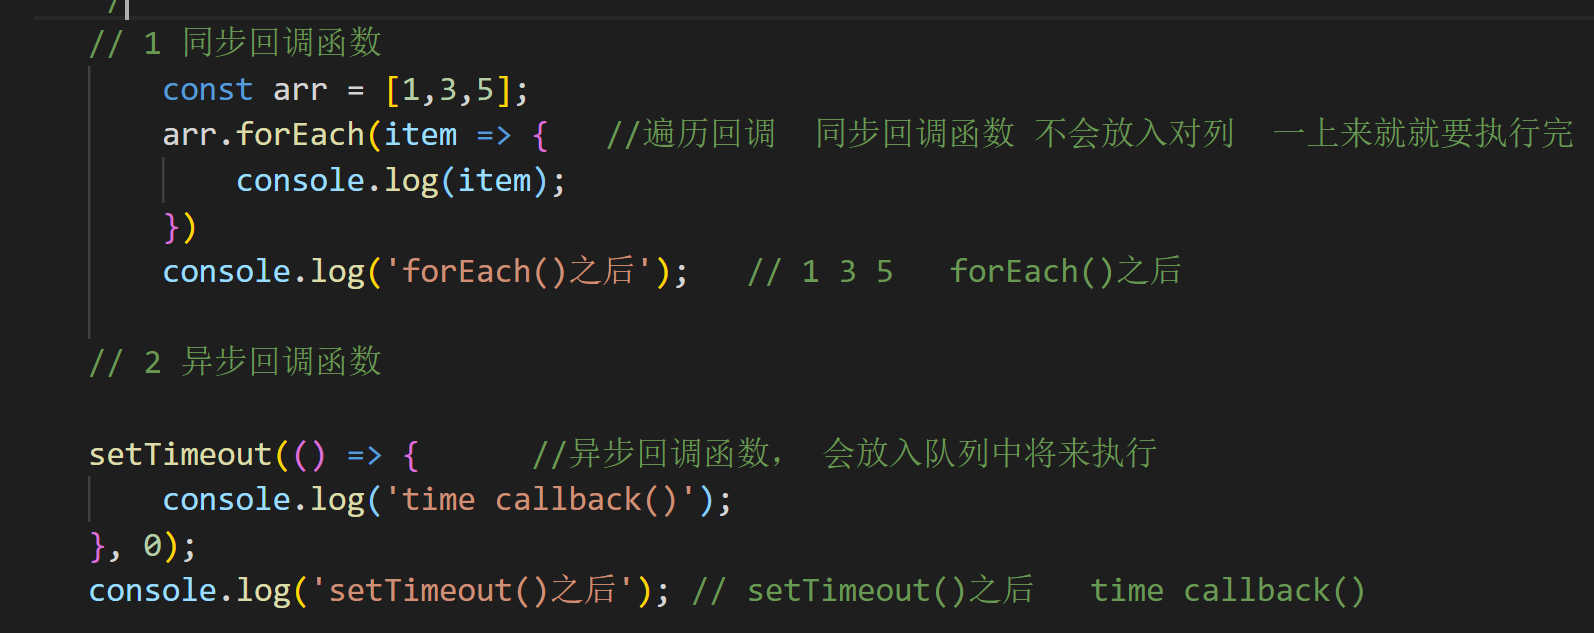 /
// 1 同步回调函数
const arr = [1,3,5];
arr.forEach(item => { //遍历回调 同步回调函数 不会放入对列 一上来就就要执行完
console.log(item);
})
console.log('forEach()之后'); // 1 3 5 forEach()之后
// 2 异步回调函数
setTimeout(() => { //异步回调函数， 会放入队列中将来执行
console.log('time callback()');
}, 0);
console.log('setTimeout()之后'); // setTimeout()之后 time callback()